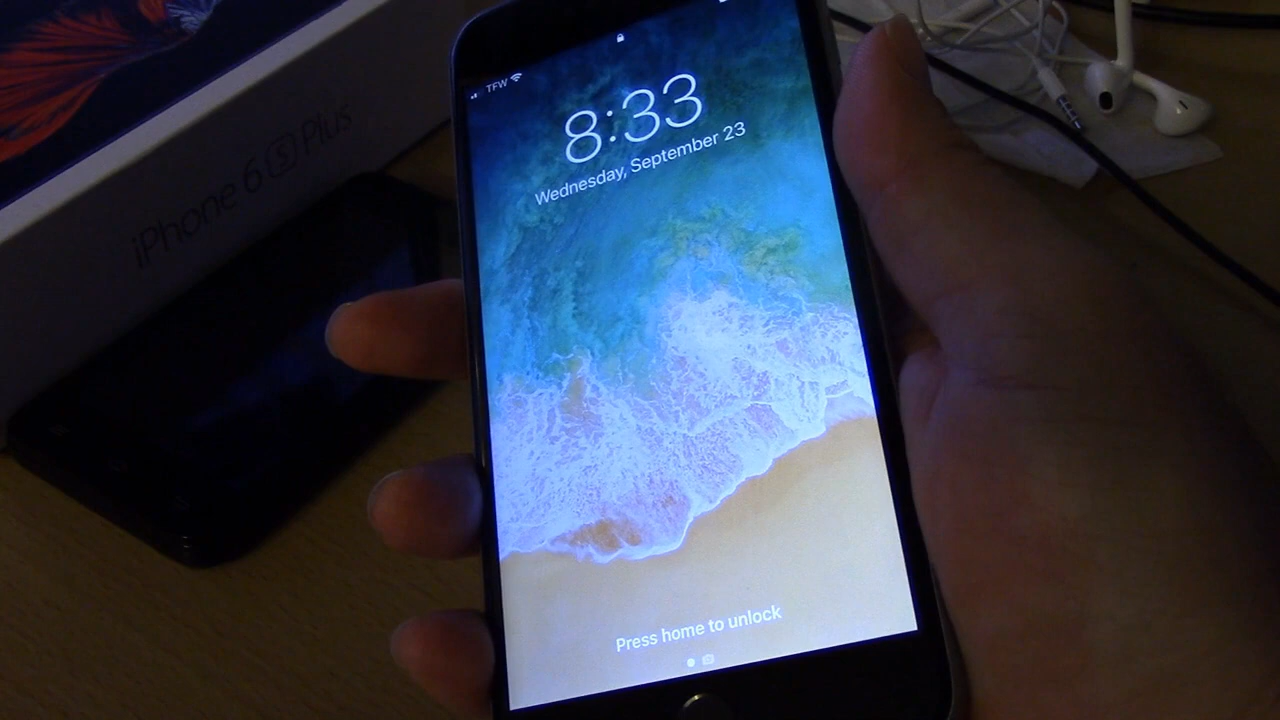 iPhone 6S Plus
TFW
8:33
Wednesday, September 23
Press home to unlock